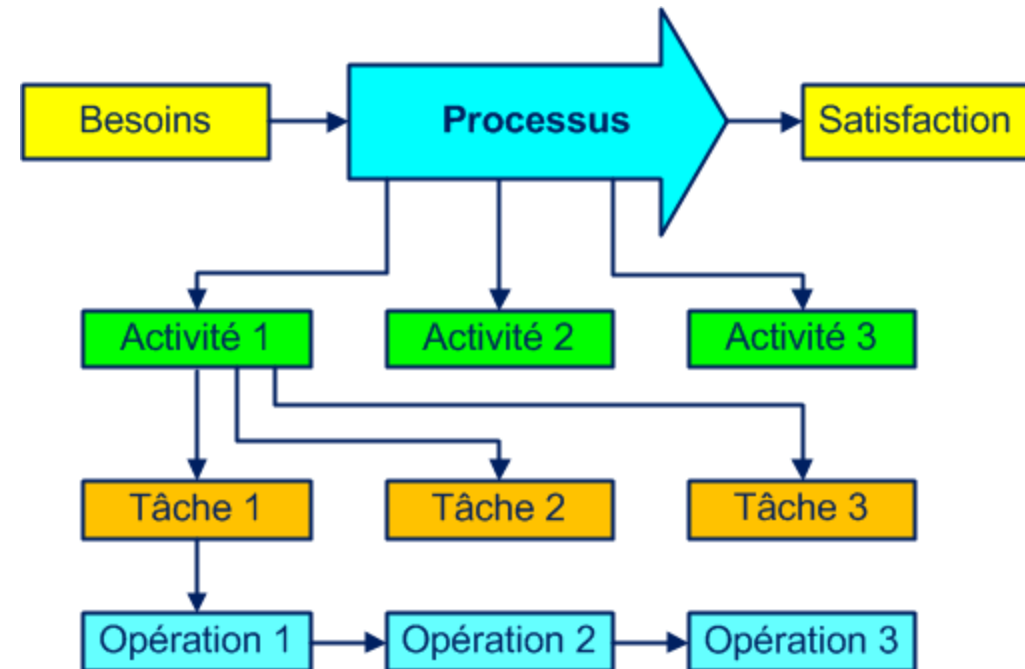 Besoins
Processus
Satisfaction
Activité 1
Activité 2
Activité 3
Tâche 1
Tâche 2
Tâche 3
Opération 1
Opération 2
Opération 3